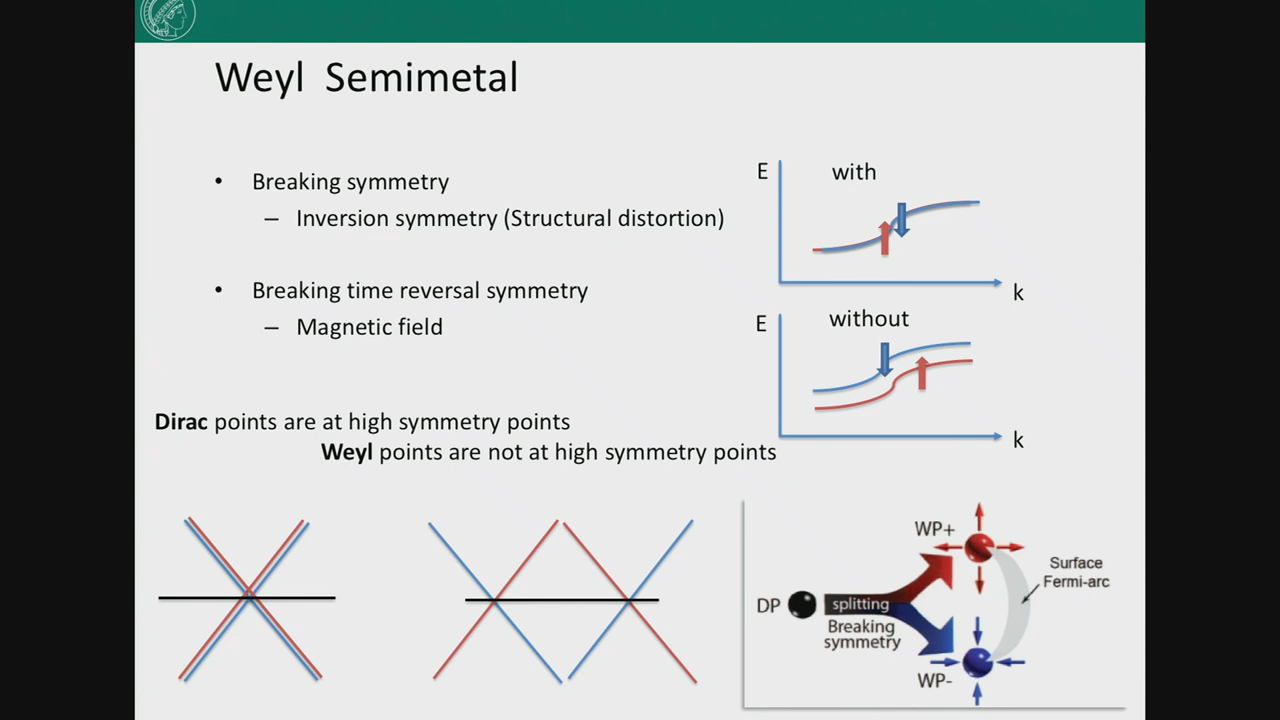 Weyl Semimetal
• Breaking symmetry
– Inversion symmetry (Structural distortion)
• Breaking time reversal symmetry
– Magnetic field
Dirac points are at high symmetry points
Weyl points are not at high symmetry points
E
with
k
E
without
k
WP+
Surface
Fermi-arc
DP
splitting
Breaking
symmetry
WP-